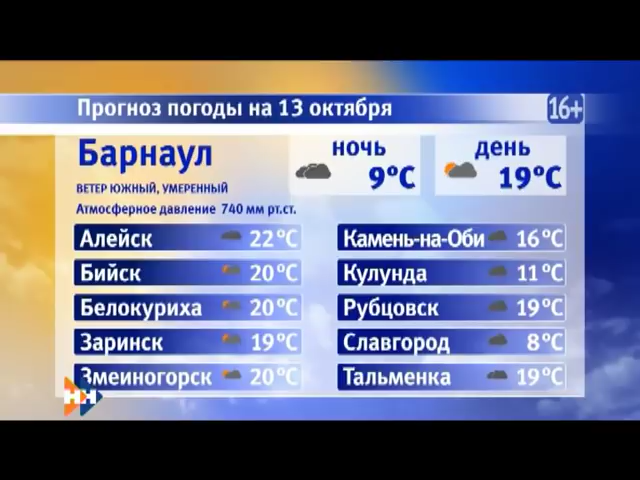 Прогноз погоды на 13 октября 16+
Барнаул
ночь 9°C
день 19°C
ВЕТЕР ЮЖНЫЙ, УМЕРЕННЫЙ
Атмосферное давление 740 мм рт.ст.
Алейск 22°C
Бийск 20°C
Белокуриха 20°C
Заринск 19°C
Змеиногорск 20°C
Камень-на-Оби 16°C
Кулунда 11°C
Рубцовск 19°C
Славгород 8°C
Тальменка 19°C
НН